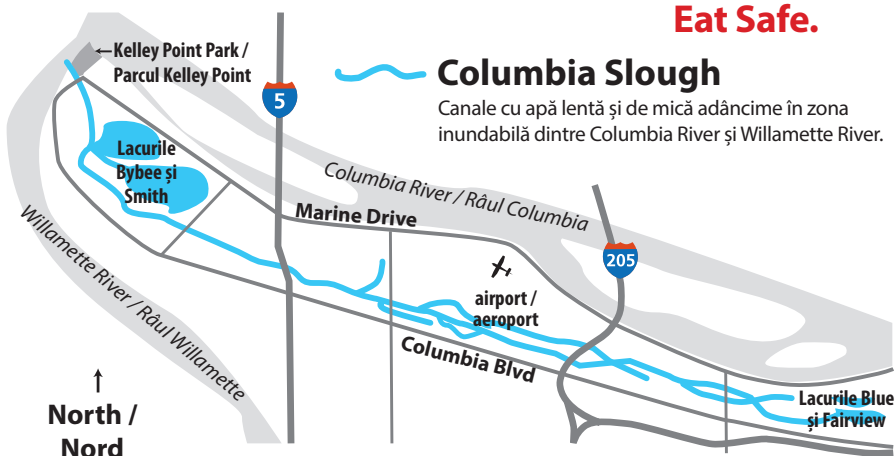 Eat Safe.
←Kelley Point Park /
Parcul Kelley Point
Columbia Slough
Canale cu apă lentă și de mică adâncime în zona
inundabilă dintre Columbia River și Willamette River.
5
Lacurile
Bybee și
Smith
Columbia River / Râul Columbia
Marine Drive
205
Willamette River / Râul Willamette
airport /
aeroport
Columbia Blvd
Lacurile Blue
și Fairview
↑
North /
Nord